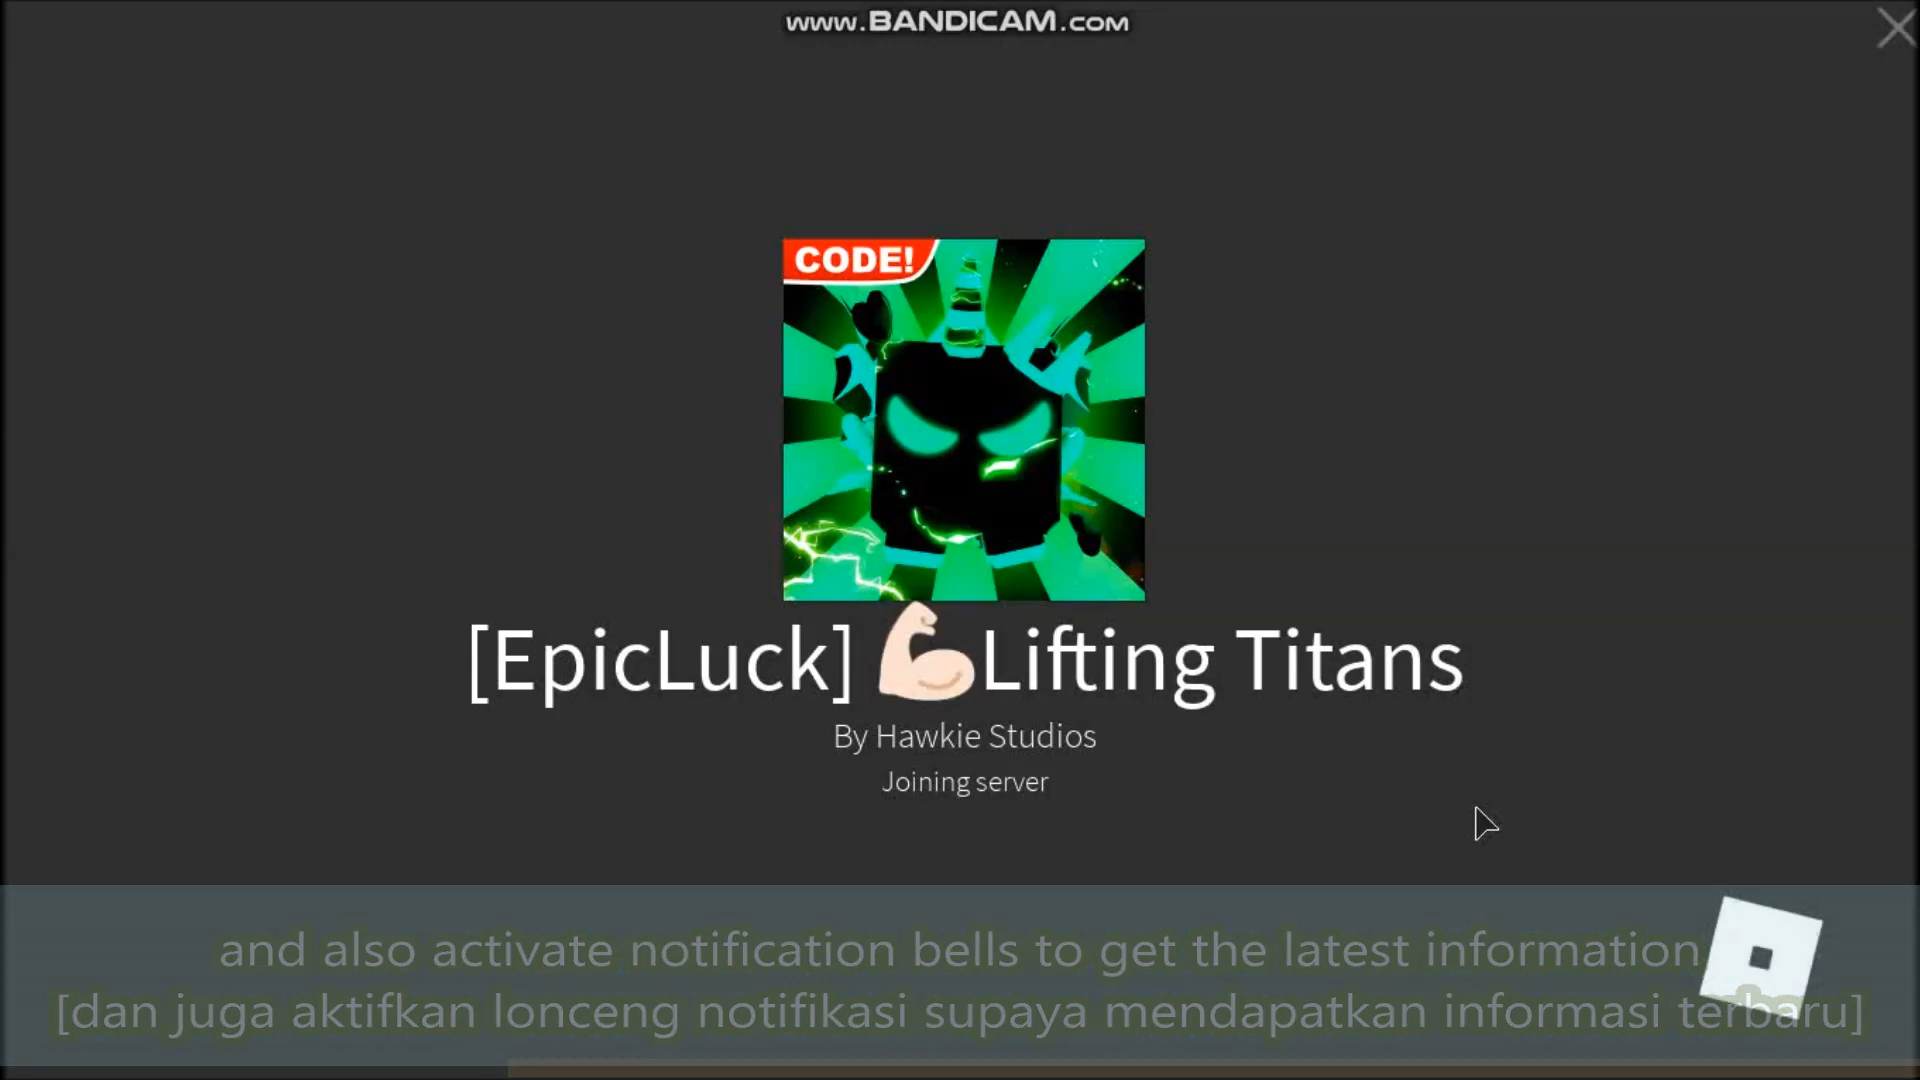 www.BANDICAM.com
CODE!
[EpicLuck] 💪🏻Lifting Titans
By Hawkie Studios
Joining server
and also activate notification bells to get the latest information
[dan juga aktifkan lonceng notifikasi supaya mendapatkan informasi terbaru]